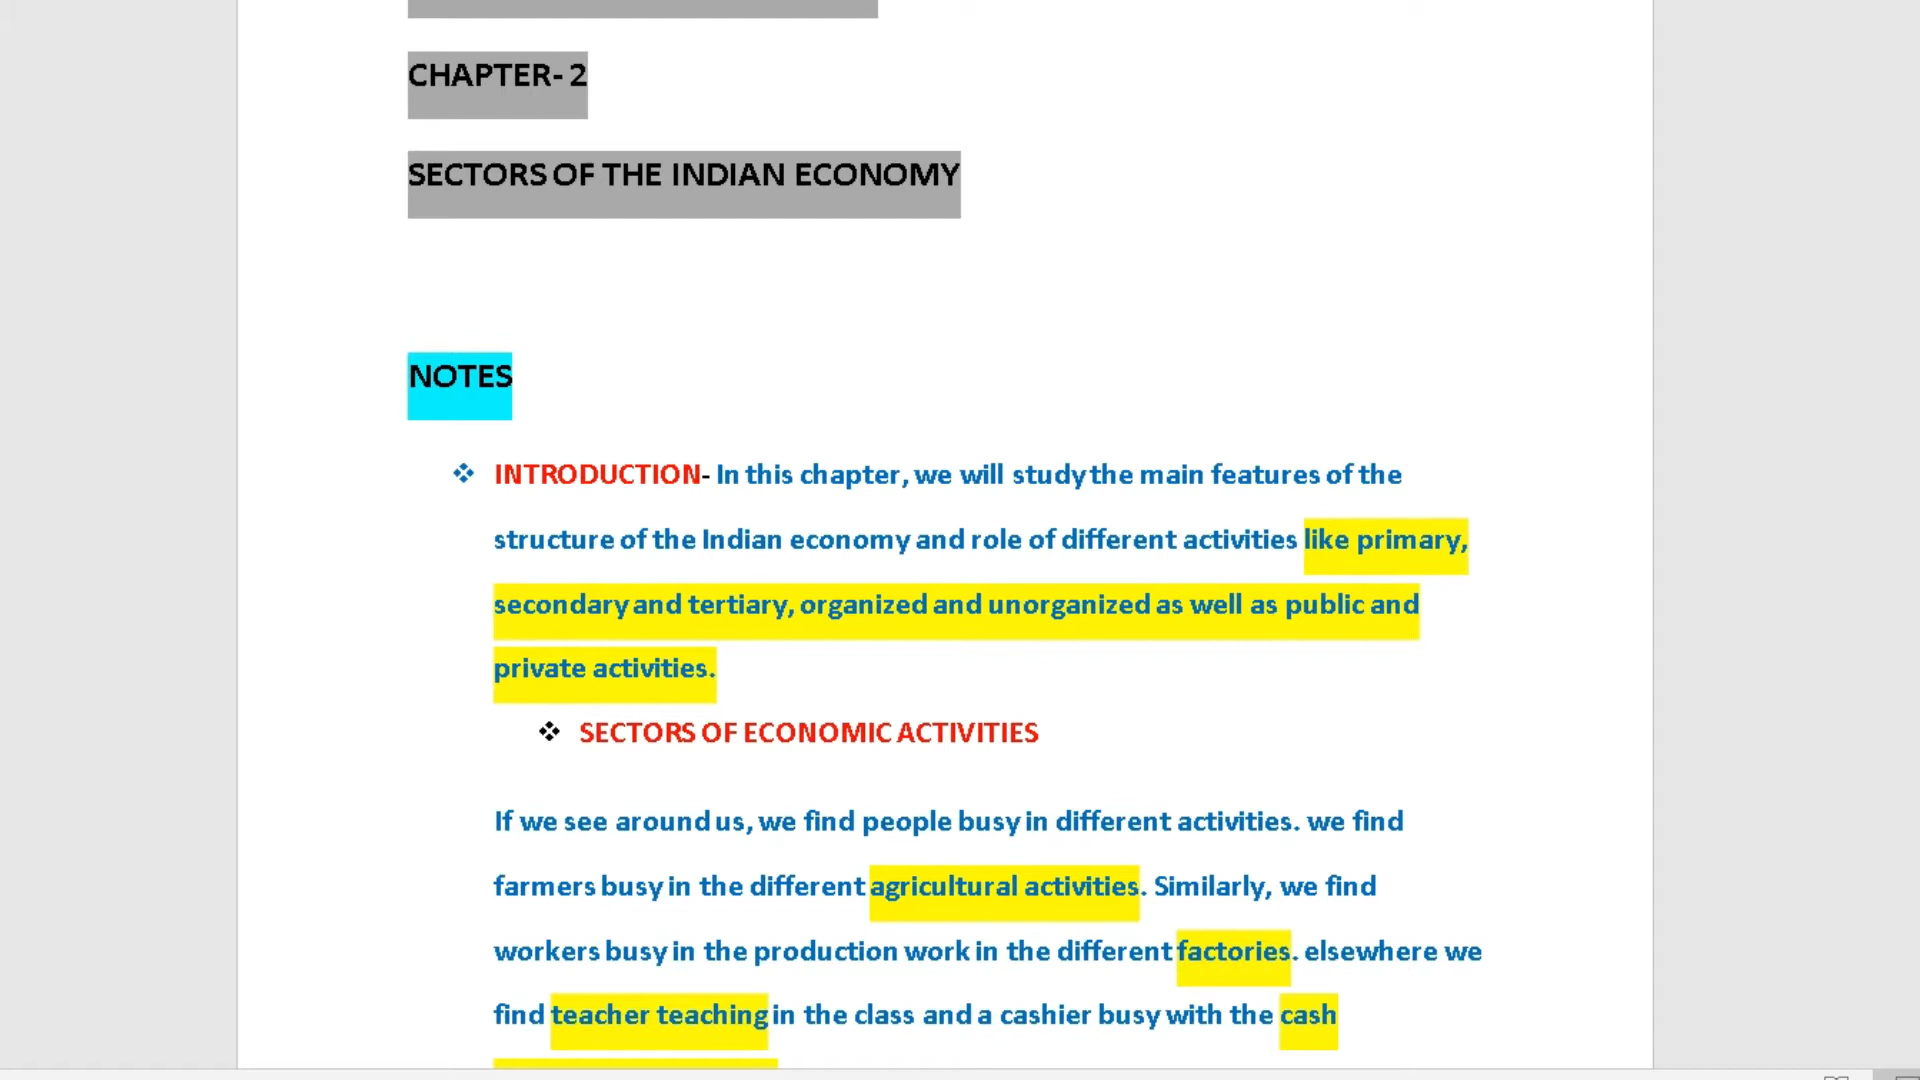 CHAPTER- 2
SECTORS OF THE INDIAN ECONOMY
NOTES
❖ INTRODUCTION- In this chapter, we will study the main features of the
structure of the Indian economy and role of different activities like primary,
secondary and tertiary, organized and unorganized as well as public and
private activities.
❖ SECTORS OF ECONOMIC ACTIVITIES
If we see around us, we find people busy in different activities. we find
farmers busy in the different agricultural activities. Similarly, we find
workers busy in the production work in the different factories. elsewhere we
find teacher teaching in the class and a cashier busy with the cash